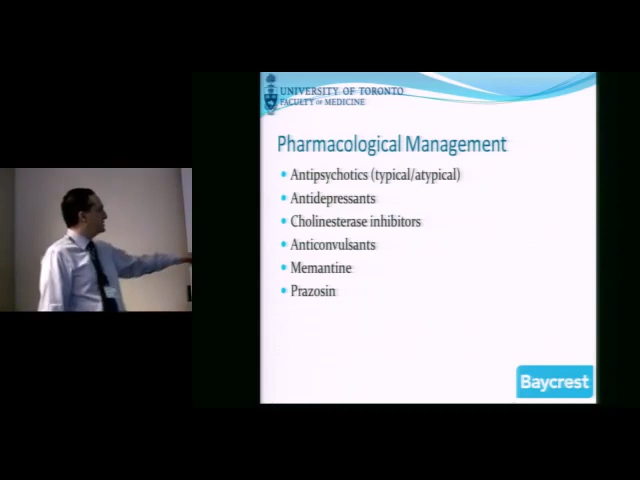 UNIVERSITY OF TORONTO
FACULTY OF MEDICINE
Pharmacological Management
• Antipsychotics (typical/atypical)
• Antidepressants
• Cholinesterase inhibitors
• Anticonvulsants
• Memantine
• Prazosin
Baycrest